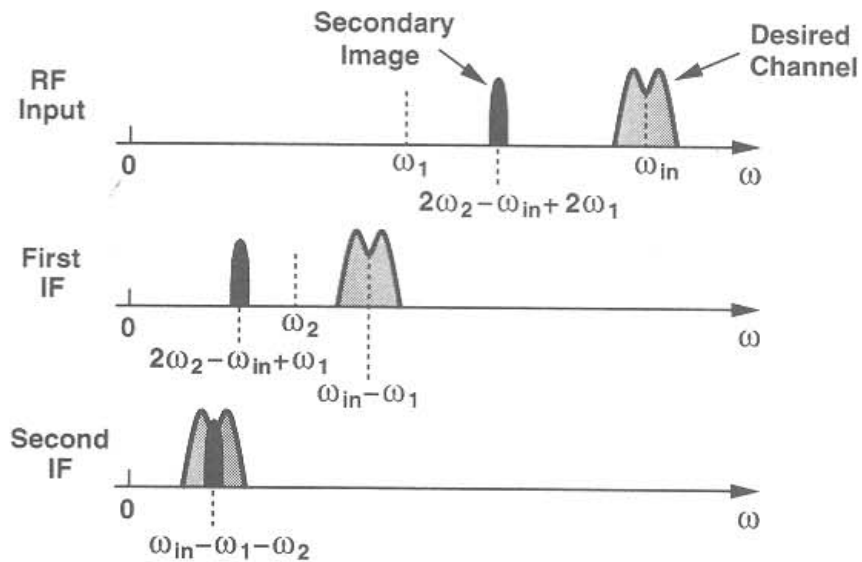 Secondary
Image
Desired
Channel
RF
Input
0
ω₁
ωᵢₙ
ω
2ω₂−ωᵢₙ+2ω₁
First
IF
0
ω₂
ω
2ω₂−ωᵢₙ+ω₁
ωᵢₙ−ω₁
Second
IF
0
ω
ωᵢₙ−ω₁−ω₂